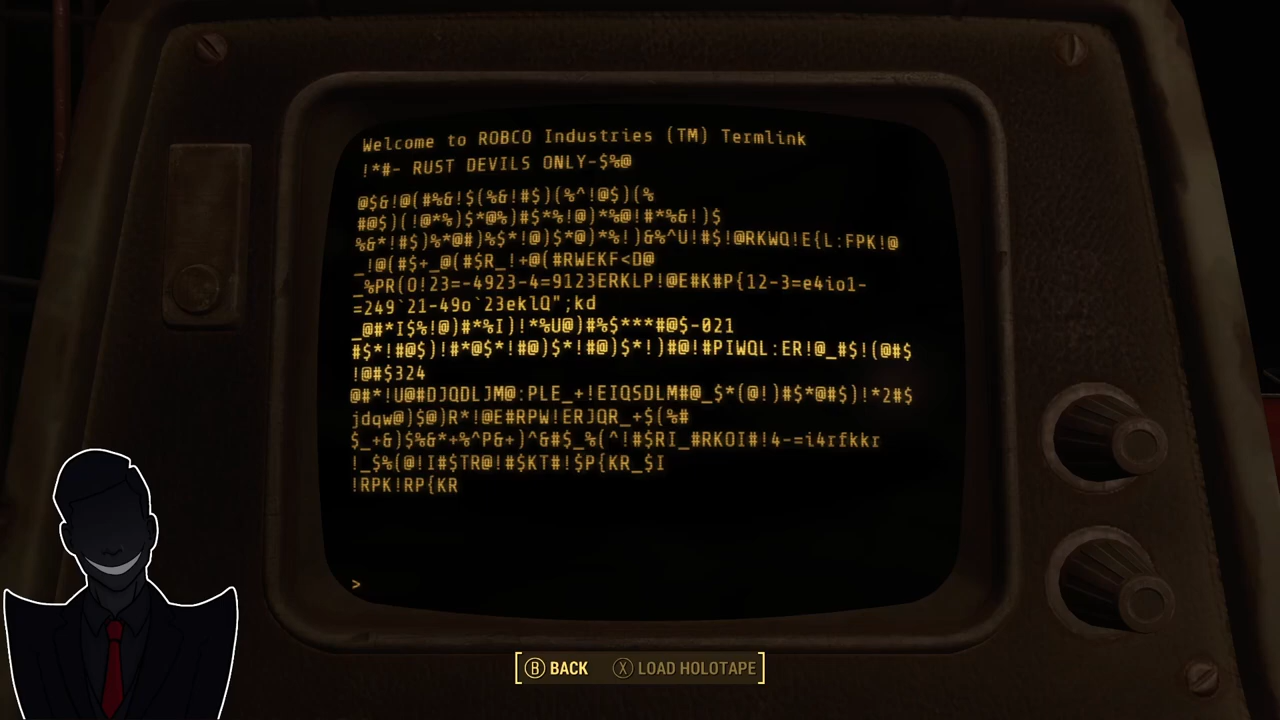 Welcome to ROBCO Industries (TM) Termlink
!*#- RUST DEVILS ONLY-$%@
@$&!@(#%&!$(%&!#$)(%^!@$)(%
#@$)(!@*%)$*@%)#$*%!@)*%@!#*%&!)$
%&*!#$)%*@#)%$*!@)$*@)*%!)&%^U!#$!@RKWQ!E{L:FPK!@
_!@(#$+_@(#$R_!+@(#RWEKF<D@
_%PR(O!23=-4923-4=9123ERKLP!@E#K#P{12-3=e4io1-
=249`21-49o`23eklQ";kd
_@#*I$%!@)#*%I)!*%U@)#%$***#@$-021
#$*!#@$)!#*@$*!#@)$*!#@)$*!)#@!#PIWQL:ER!@_#$!(@#$
!@#$324
@#*!U@#DJQDLJM@:PLE_+!EIQSDLM#@_$*(@!)#$*@#$)!*2#$
jdqw@)$@)R*!@E#RPW!ERJQR_+$(%#
$_+&)$%&*+%^P&+)^&#$_%(^!#$RI_#RKOI#!4-=i4rfkkr
!_$%(@!I#$TR@!#$KT#!$P{KR_$I
!RPK!RP{KR
>
B BACK X LOAD HOLOTAPE